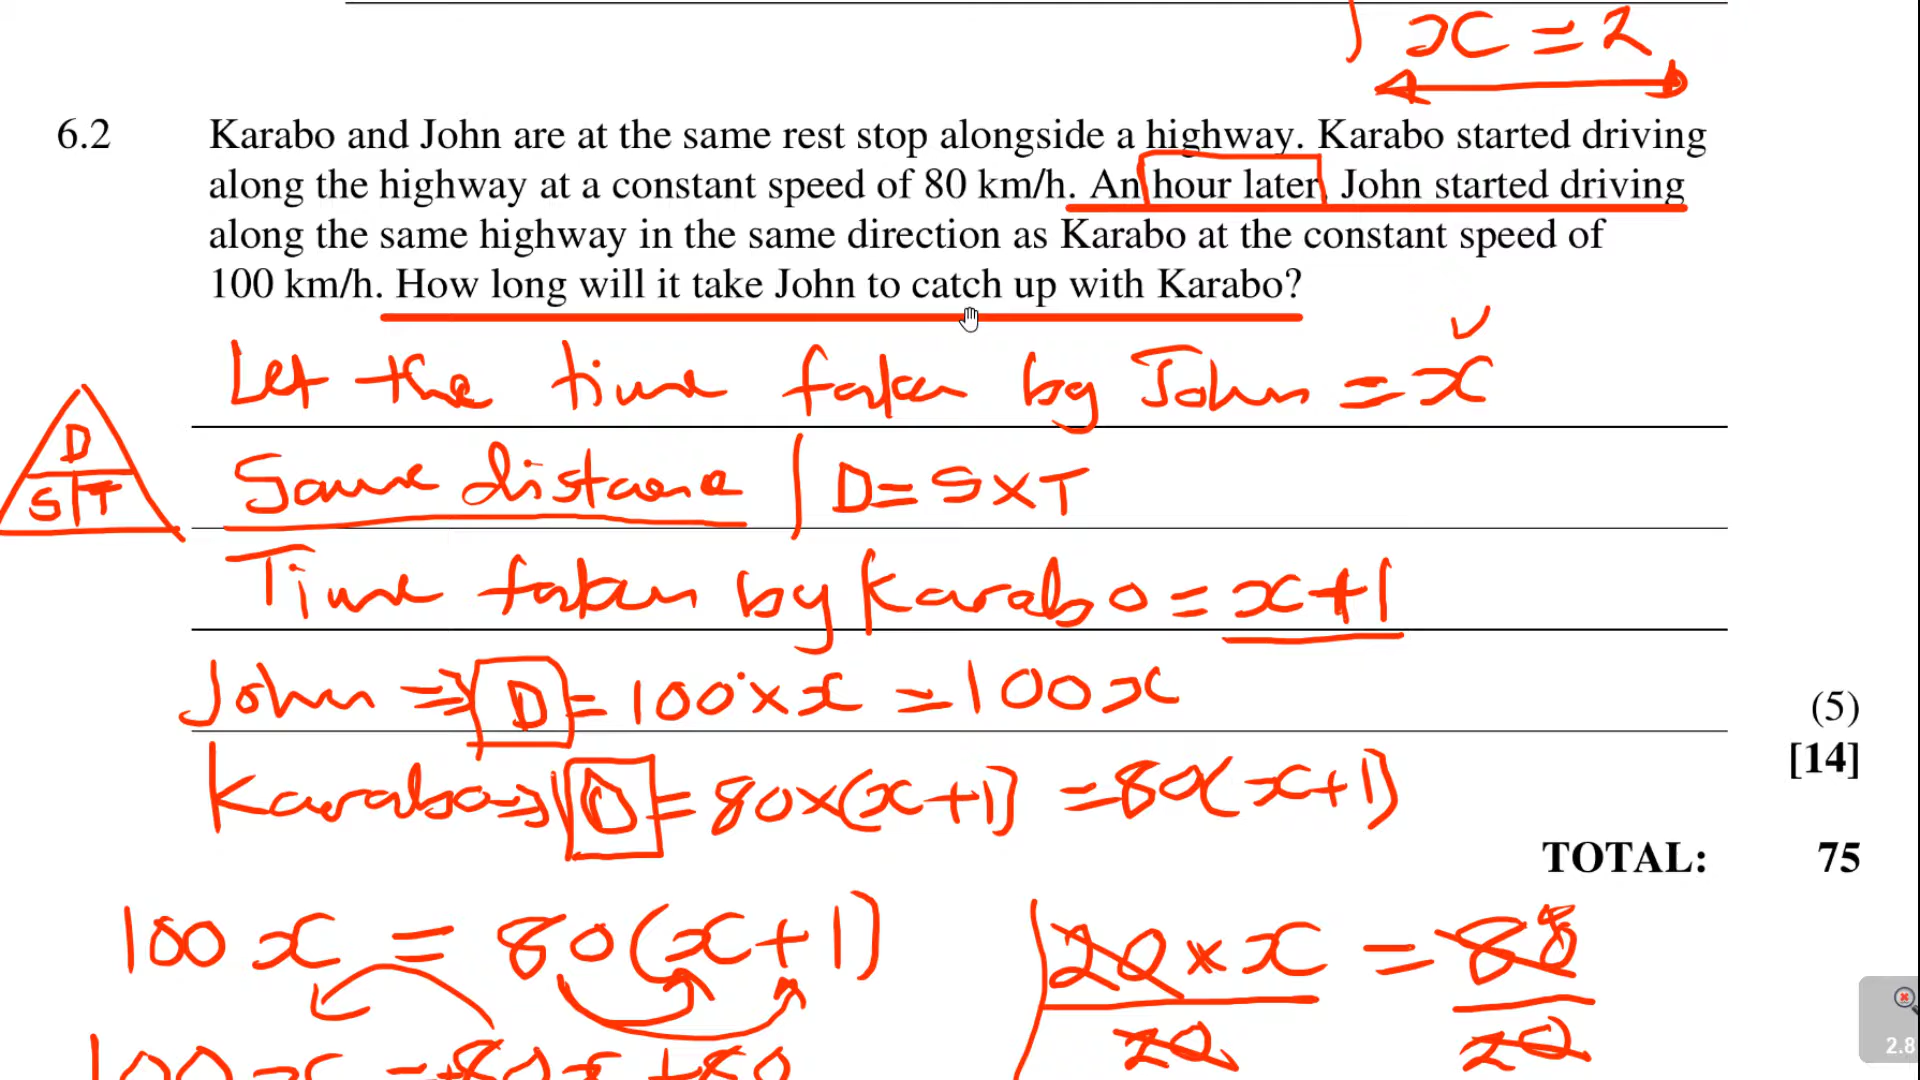 x = 2
6.2 Karabo and John are at the same rest stop alongside a highway. Karabo started driving
along the highway at a constant speed of 80 km/h. An hour later, John started driving
along the same highway in the same direction as Karabo at the constant speed of
100 km/h. How long will it take John to catch up with Karabo?
Let the time taken by John = x
D
S T
Same distance | D = S × T
Time taken by Karabo = x + 1
John ⇒ D = 100 × x = 100x
(5)
[14]
Karabo ⇒ D = 80 × (x + 1) = 80(x + 1)
TOTAL: 75
100x = 80(x + 1)
20 × x =
20 20
100x = 80x + 80
2.8